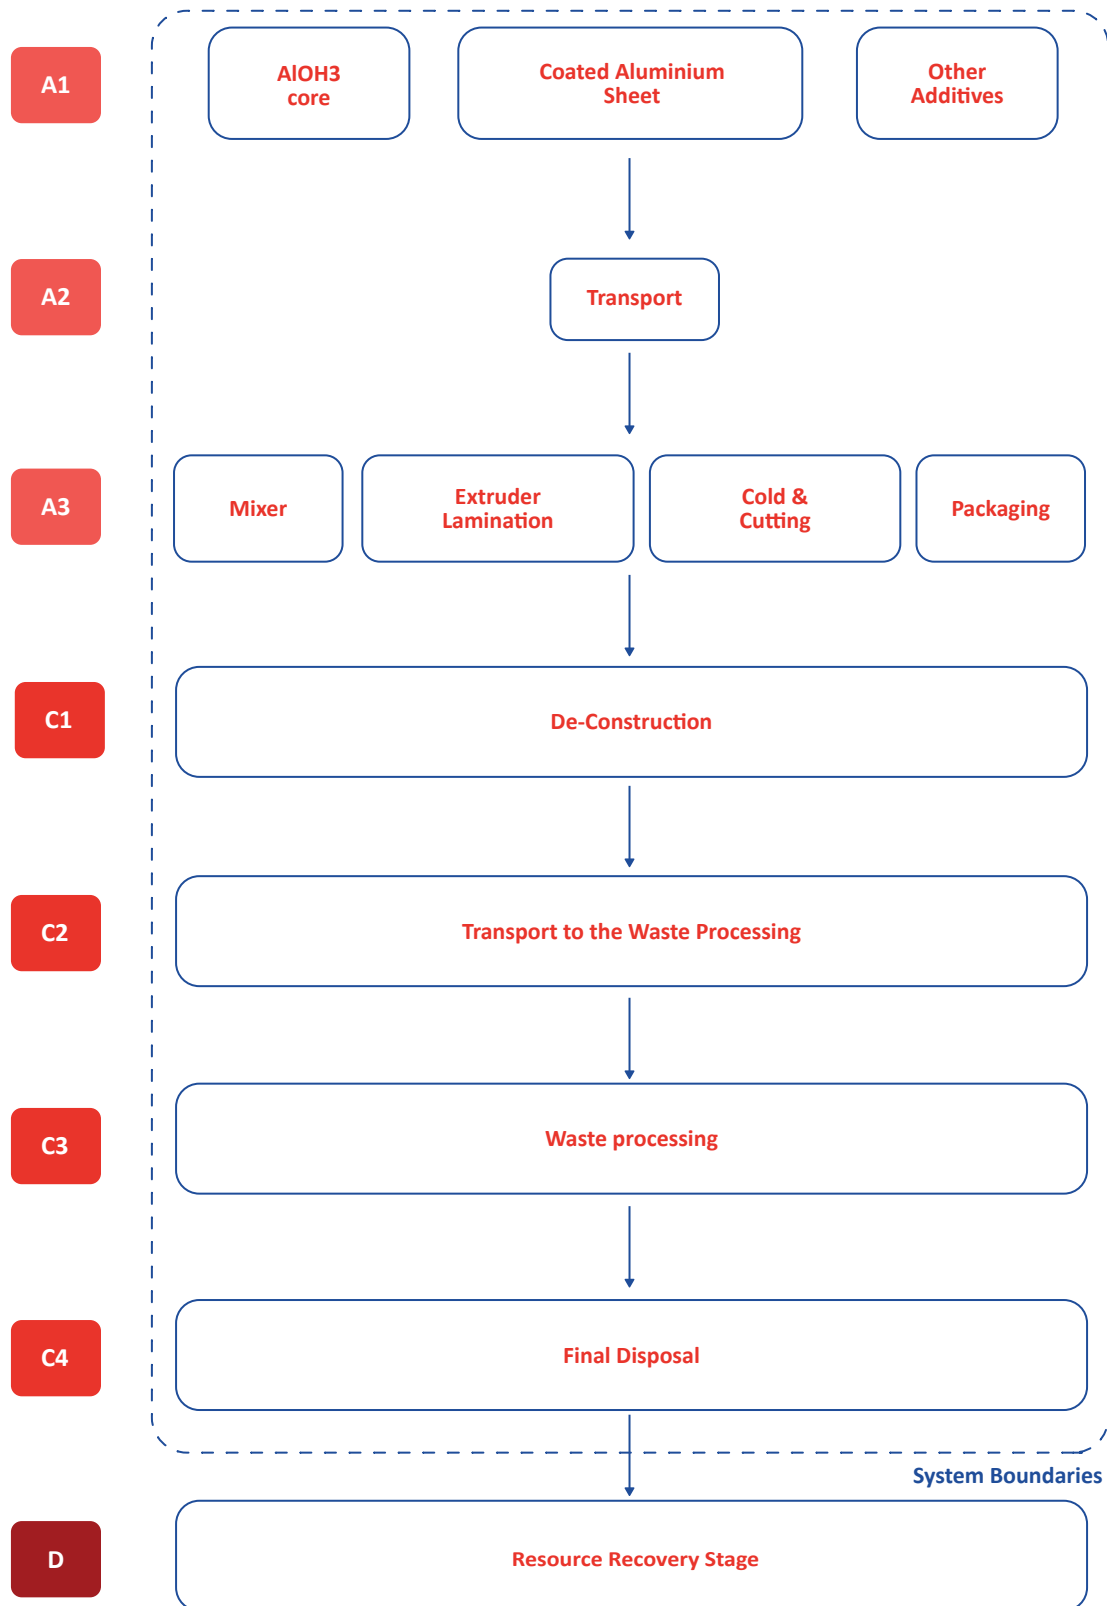 A1
AlOH3
core
Coated Aluminium
Sheet
Other
Additives
A2
Transport
A3
Mixer
Extruder
Lamination
Cold &
Cutting
Packaging
C1
De-Construction
C2
Transport to the Waste Processing
C3
Waste processing
C4
Final Disposal
System Boundaries
D
Resource Recovery Stage